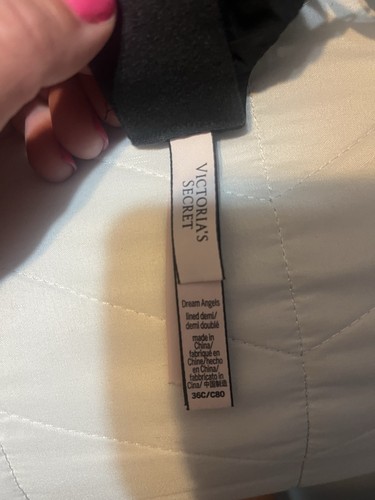 VICTORIA'S
SECRET
Dream Angels
lined demi/
demi doublé
made in
China/
fabriqué en
Chine/hecho
en China/
fabbricato in
Cina/ 中国制造
36C/C80